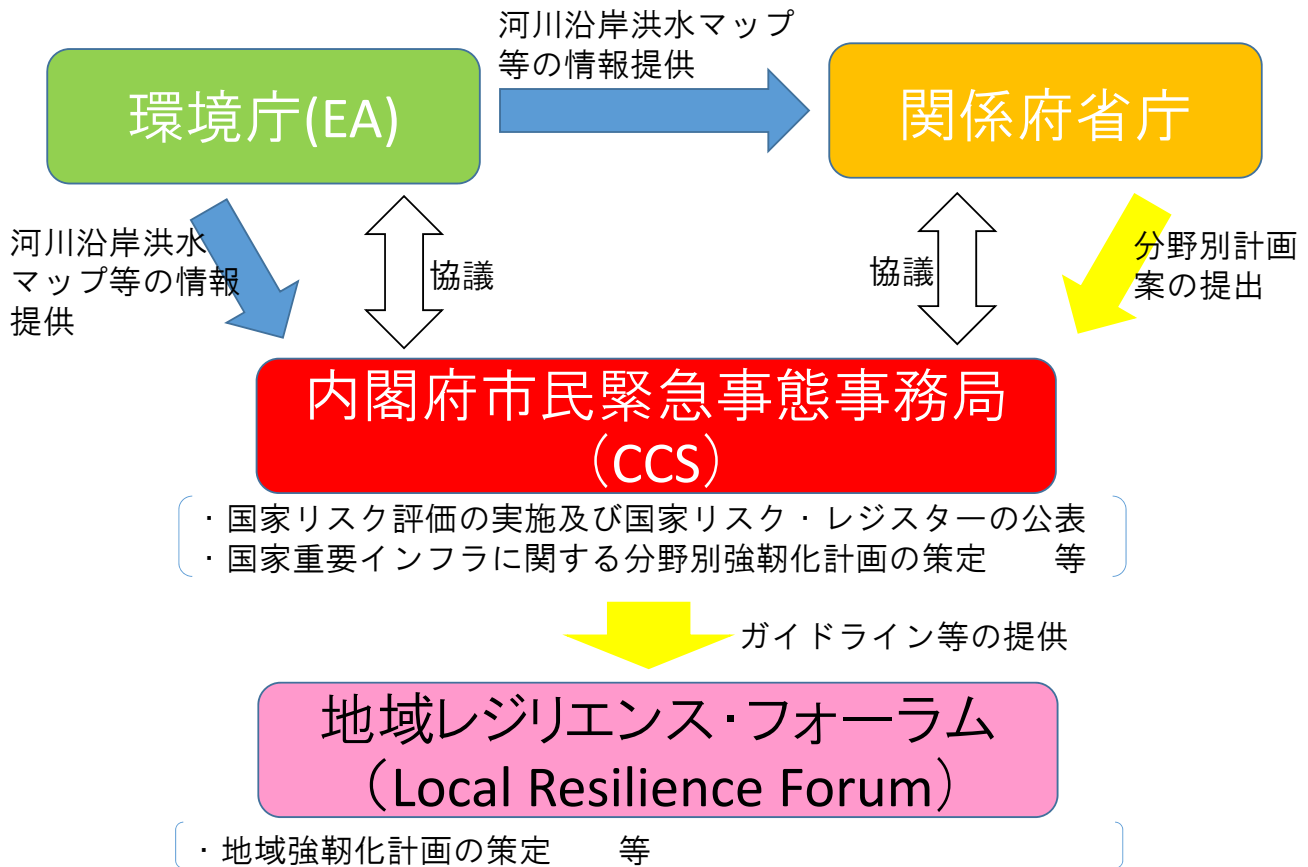 河川沿岸洪水マップ
等の情報提供
環境庁(EA)
関係府省庁
河川沿岸洪水
マップ等の情報
提供
協議
協議
分野別計画
案の提出
内閣府市民緊急事態事務局
（CCS）
・国家リスク評価の実施及び国家リスク・レジスターの公表
・国家重要インフラに関する分野別強靭化計画の策定　　等
ガイドライン等の提供
地域レジリエンス・フォーラム
（Local Resilience Forum）
・地域強靭化計画の策定　　等